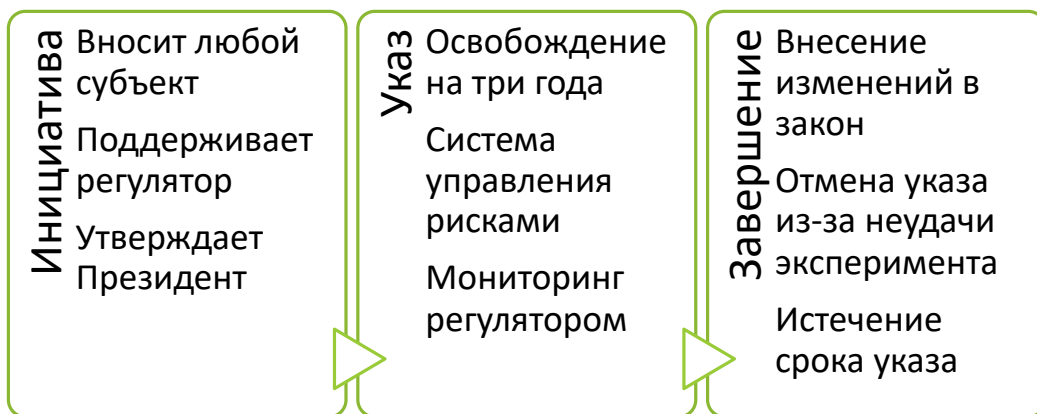 Инициатива
Вносит любой
субъект
Поддерживает
регулятор
Утверждает
Президент
Указ
Освобождение
на три года
Система
управления
рисками
Мониторинг
регулятором
Завершение
Внесение
изменений в
закон
Отмена указа
из-за неудачи
эксперимента
Истечение
срока указа